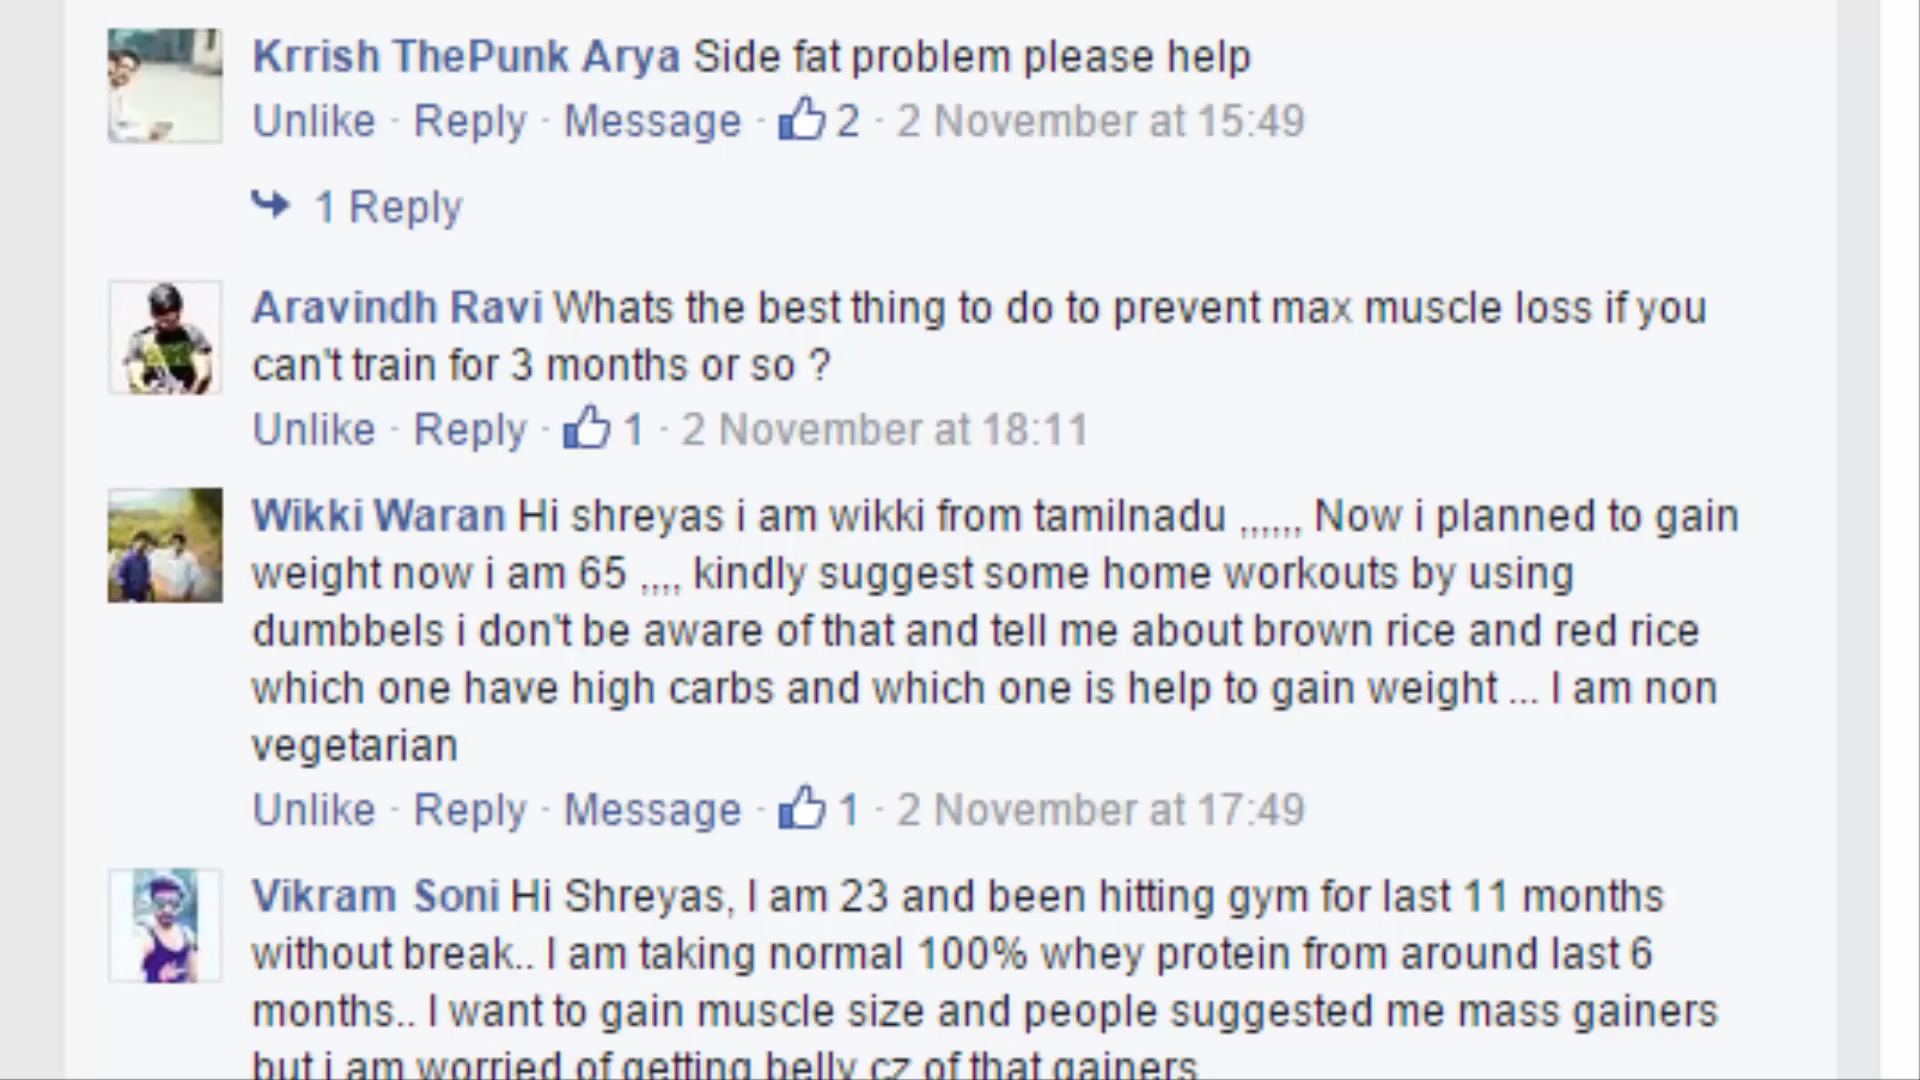 Krrish ThePunk Arya Side fat problem please help
Unlike · Reply · Message · 2 · 2 November at 15:49
1 Reply
Aravindh Ravi Whats the best thing to do to prevent max muscle loss if you
can't train for 3 months or so ?
Unlike · Reply · 1 · 2 November at 18:11
Wikki Waran Hi shreyas i am wikki from tamilnadu ,,,,,, Now i planned to gain
weight now i am 65 ,,,, kindly suggest some home workouts by using
dumbbels i don't be aware of that and tell me about brown rice and red rice
which one have high carbs and which one is help to gain weight ... I am non
vegetarian
Unlike · Reply · Message · 1 · 2 November at 17:49
Vikram Soni Hi Shreyas, I am 23 and been hitting gym for last 11 months
without break.. I am taking normal 100% whey protein from around last 6
months.. I want to gain muscle size and people suggested me mass gainers
but i am worried of getting belly cz of that gainers